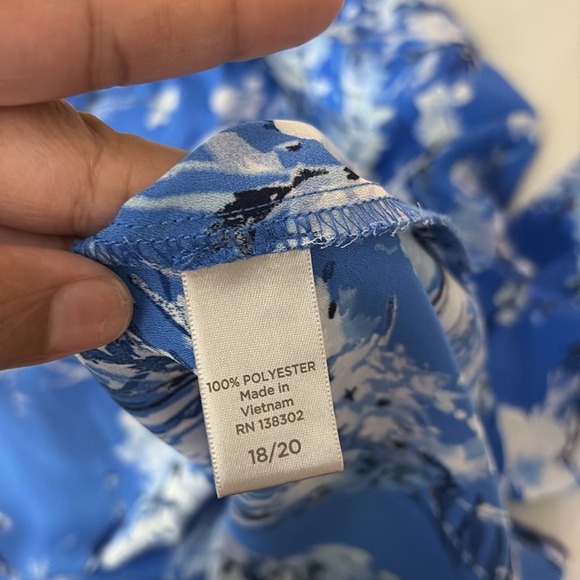 100% POLYESTER
Made in
Vietnam
RN 138302
18/20